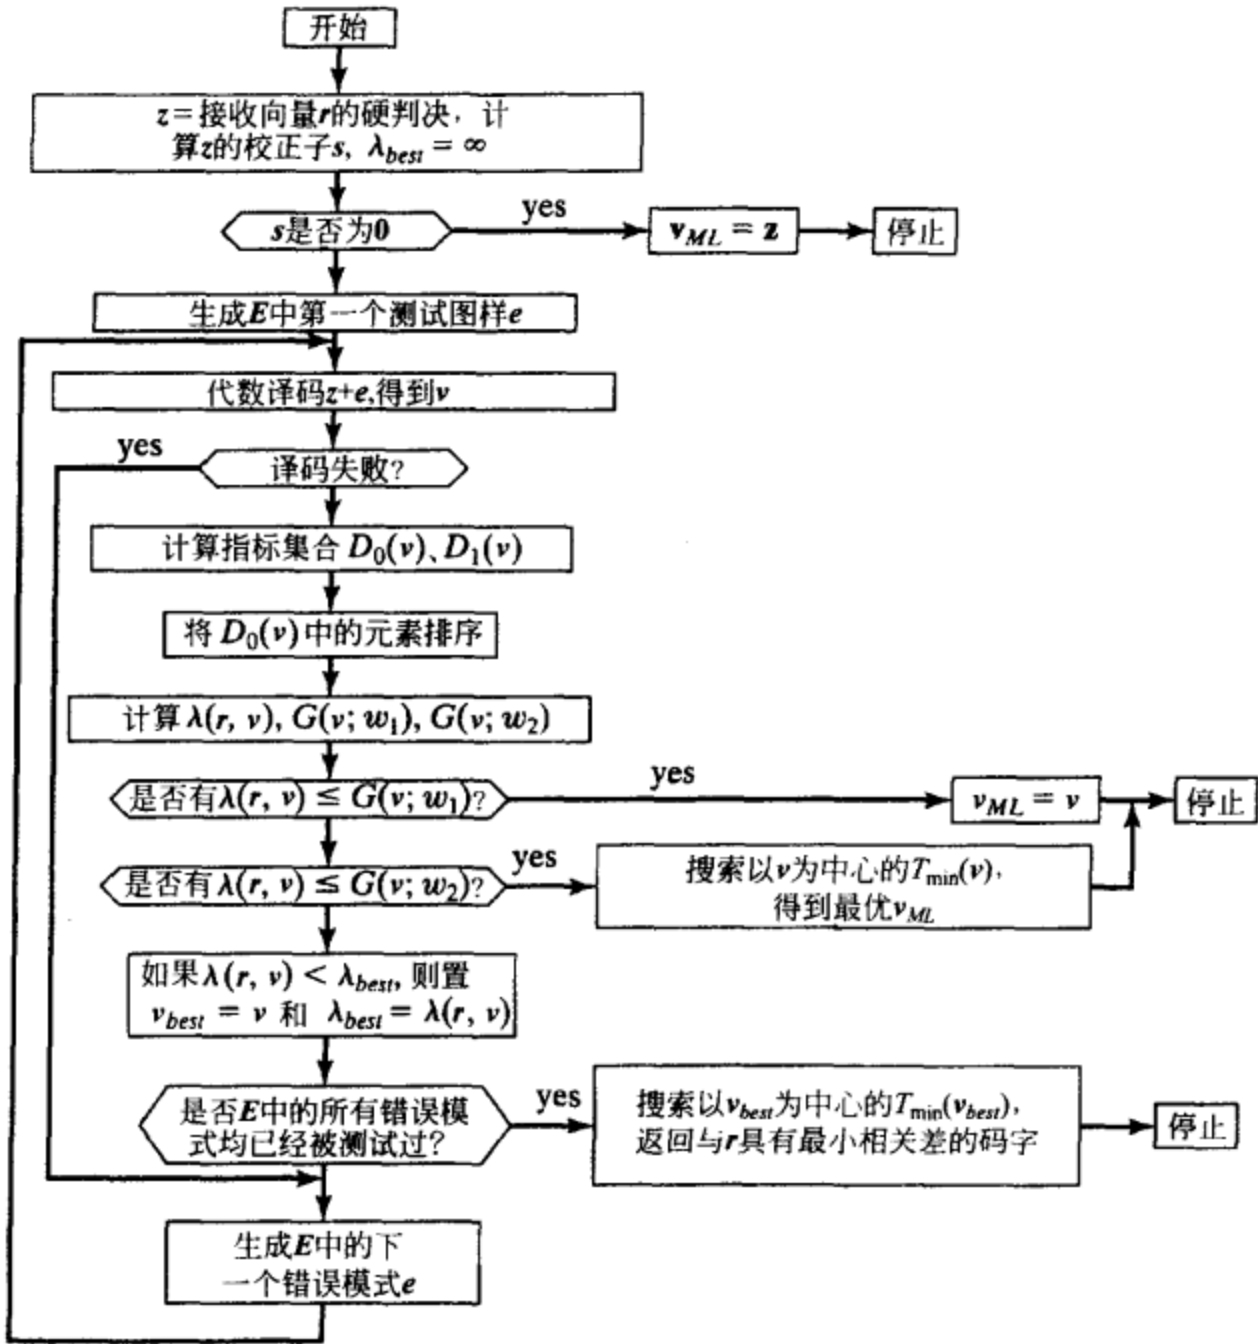 开始
z=接收向量r的硬判决，计
算z的校正子s, λbest = ∞
s是否为0
yes
vML = z
停止
生成E中第一个测试图样e
代数译码z+e,得到v
yes
译码失败?
计算指标集合 D0(v)、D1(v)
将 D0(v) 中的元素排序
计算 λ(r, v), G(v; w1), G(v; w2)
是否有λ(r, v) ≤ G(v; w1)?
yes
vML = v
停止
是否有λ(r, v) ≤ G(v; w2)?
yes
搜索以v为中心的Tmin(v),
得到最优vML
如果λ(r, v) < λbest, 则置
vbest = v 和 λbest = λ(r, v)
是否E中的所有错误模
式均已经被测试过?
yes
搜索以vbest为中心的Tmin(vbest),
返回与r具有最小相关差的码字
停止
生成E中的下
一个错误模式e